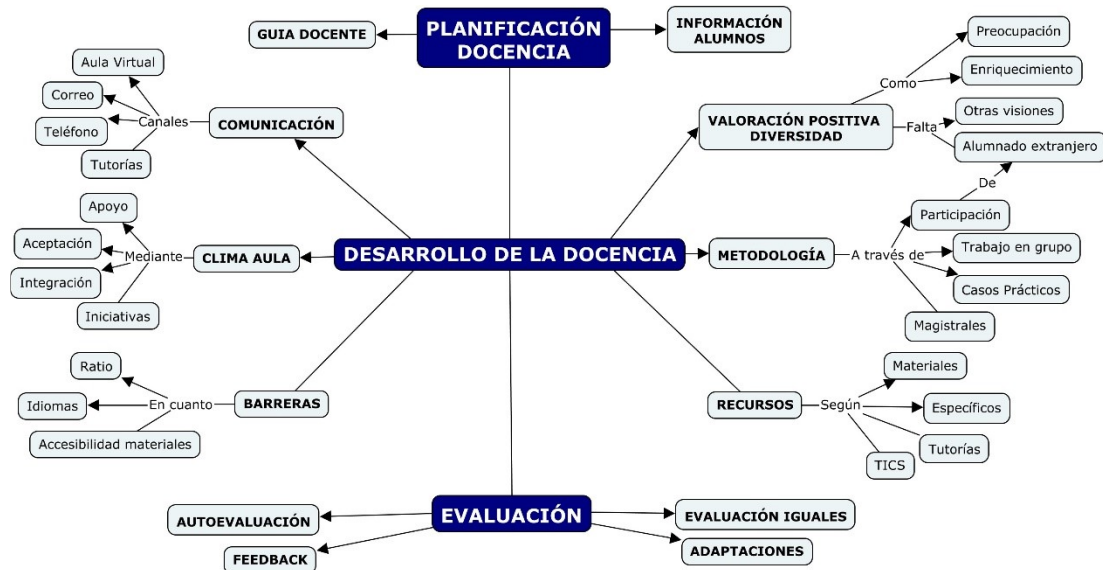 PLANIFICACIÓN
DOCENCIA
GUIA DOCENTE
INFORMACIÓN
ALUMNOS
Aula Virtual
Correo
Teléfono
Tutorías
Canales
COMUNICACIÓN
VALORACIÓN POSITIVA
DIVERSIDAD
Como
Preocupación
Enriquecimiento
Falta
Otras visiones
Alumnado extranjero
De
Apoyo
Aceptación
Integración
Iniciativas
Mediante
CLIMA AULA
DESARROLLO DE LA DOCENCIA
METODOLOGÍA
A través de
Participación
Trabajo en grupo
Casos Prácticos
Magistrales
Ratio
Idiomas
Accesibilidad materiales
En cuanto
BARRERAS
RECURSOS
Según
Materiales
Específicos
Tutorías
TICS
EVALUACIÓN
AUTOEVALUACIÓN
FEEDBACK
EVALUACIÓN IGUALES
ADAPTACIONES